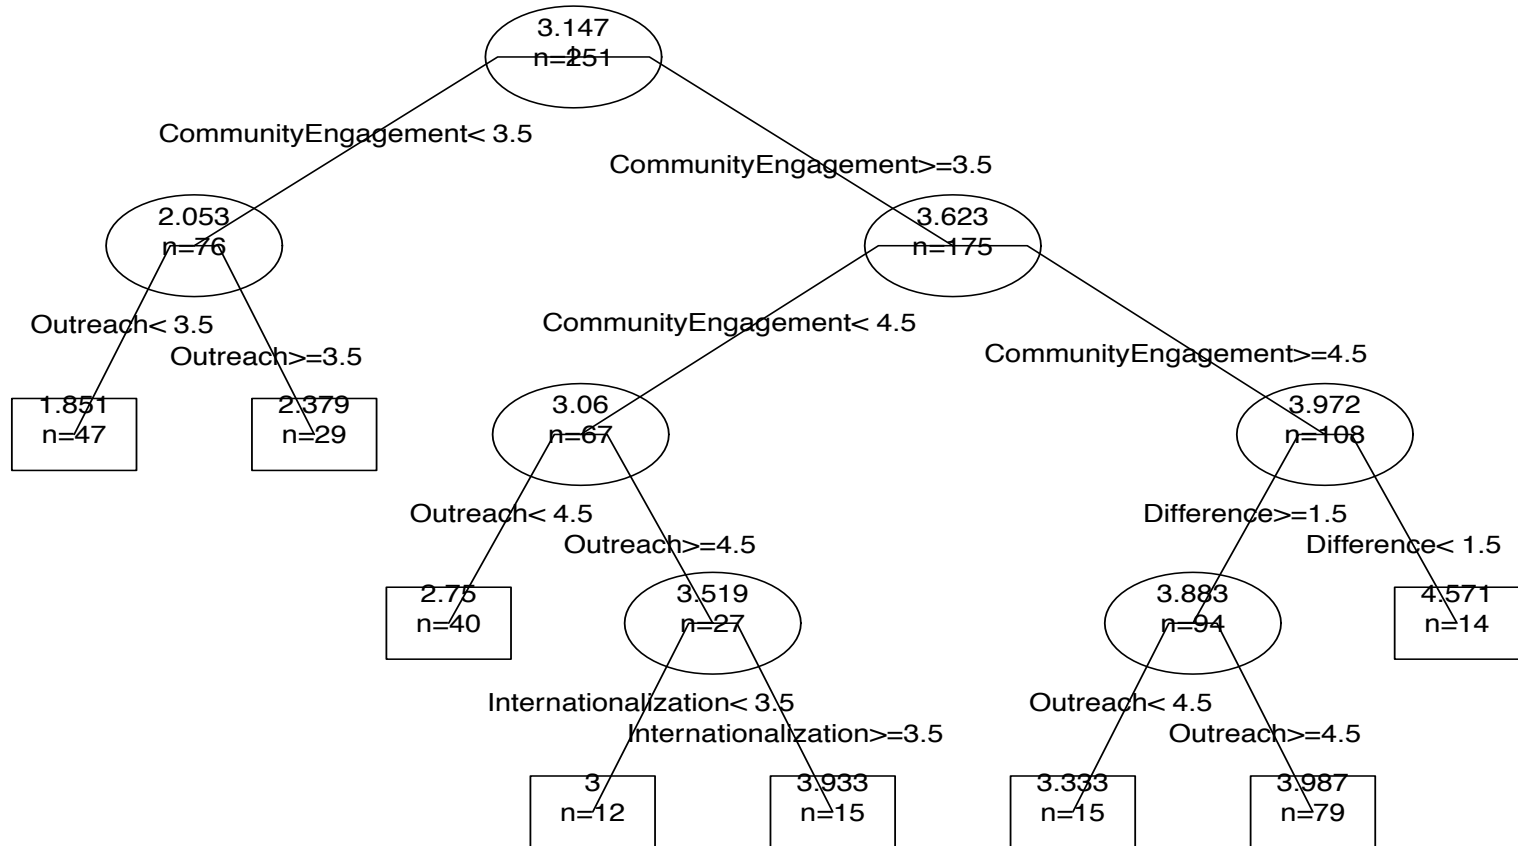 3.147
n=251
CommunityEngagement< 3.5
CommunityEngagement>=3.5
2.053
n=76
3.623
n=175
Outreach< 3.5
Outreach>=3.5
CommunityEngagement< 4.5
CommunityEngagement>=4.5
1.851
n=47
2.379
n=29
3.06
n=67
3.972
n=108
Outreach< 4.5
Outreach>=4.5
Difference>=1.5
Difference< 1.5
2.75
n=40
3.519
n=27
3.883
n=94
4.571
n=14
Internationalization< 3.5
Internationalization>=3.5
Outreach< 4.5
Outreach>=4.5
3
n=12
3.933
n=15
3.333
n=15
3.987
n=79